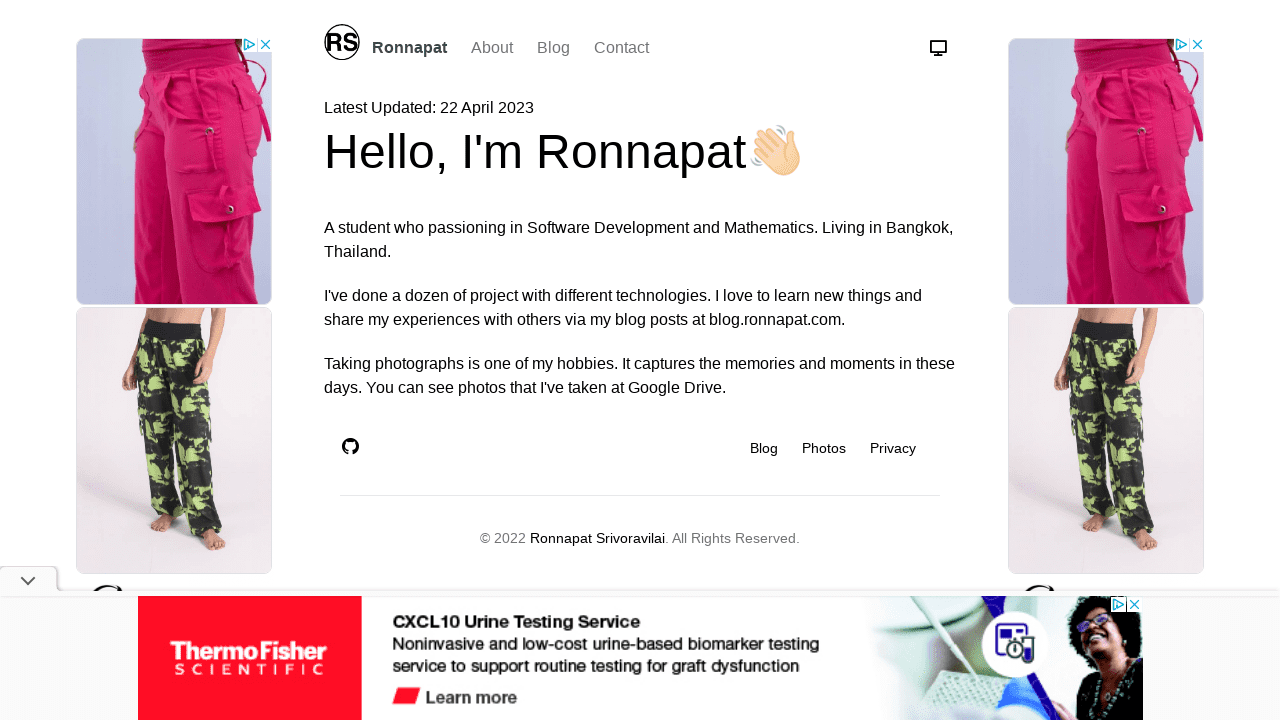 RS Ronnapat About Blog Contact
Latest Updated: 22 April 2023
Hello, I'm Ronnapat👋🏻
A student who passioning in Software Development and Mathematics. Living in Bangkok,
Thailand.
I've done a dozen of project with different technologies. I love to learn new things and
share my experiences with others via my blog posts at blog.ronnapat.com.
Taking photographs is one of my hobbies. It captures the memories and moments in these
days. You can see photos that I've taken at Google Drive.
Blog Photos Privacy
© 2022 Ronnapat Srivoravilai. All Rights Reserved.
ThermoFisher
SCIENTIFIC
CXCL10 Urine Testing Service
Noninvasive and low-cost urine-based biomarker testing
service to support routine testing for graft dysfunction
Learn more